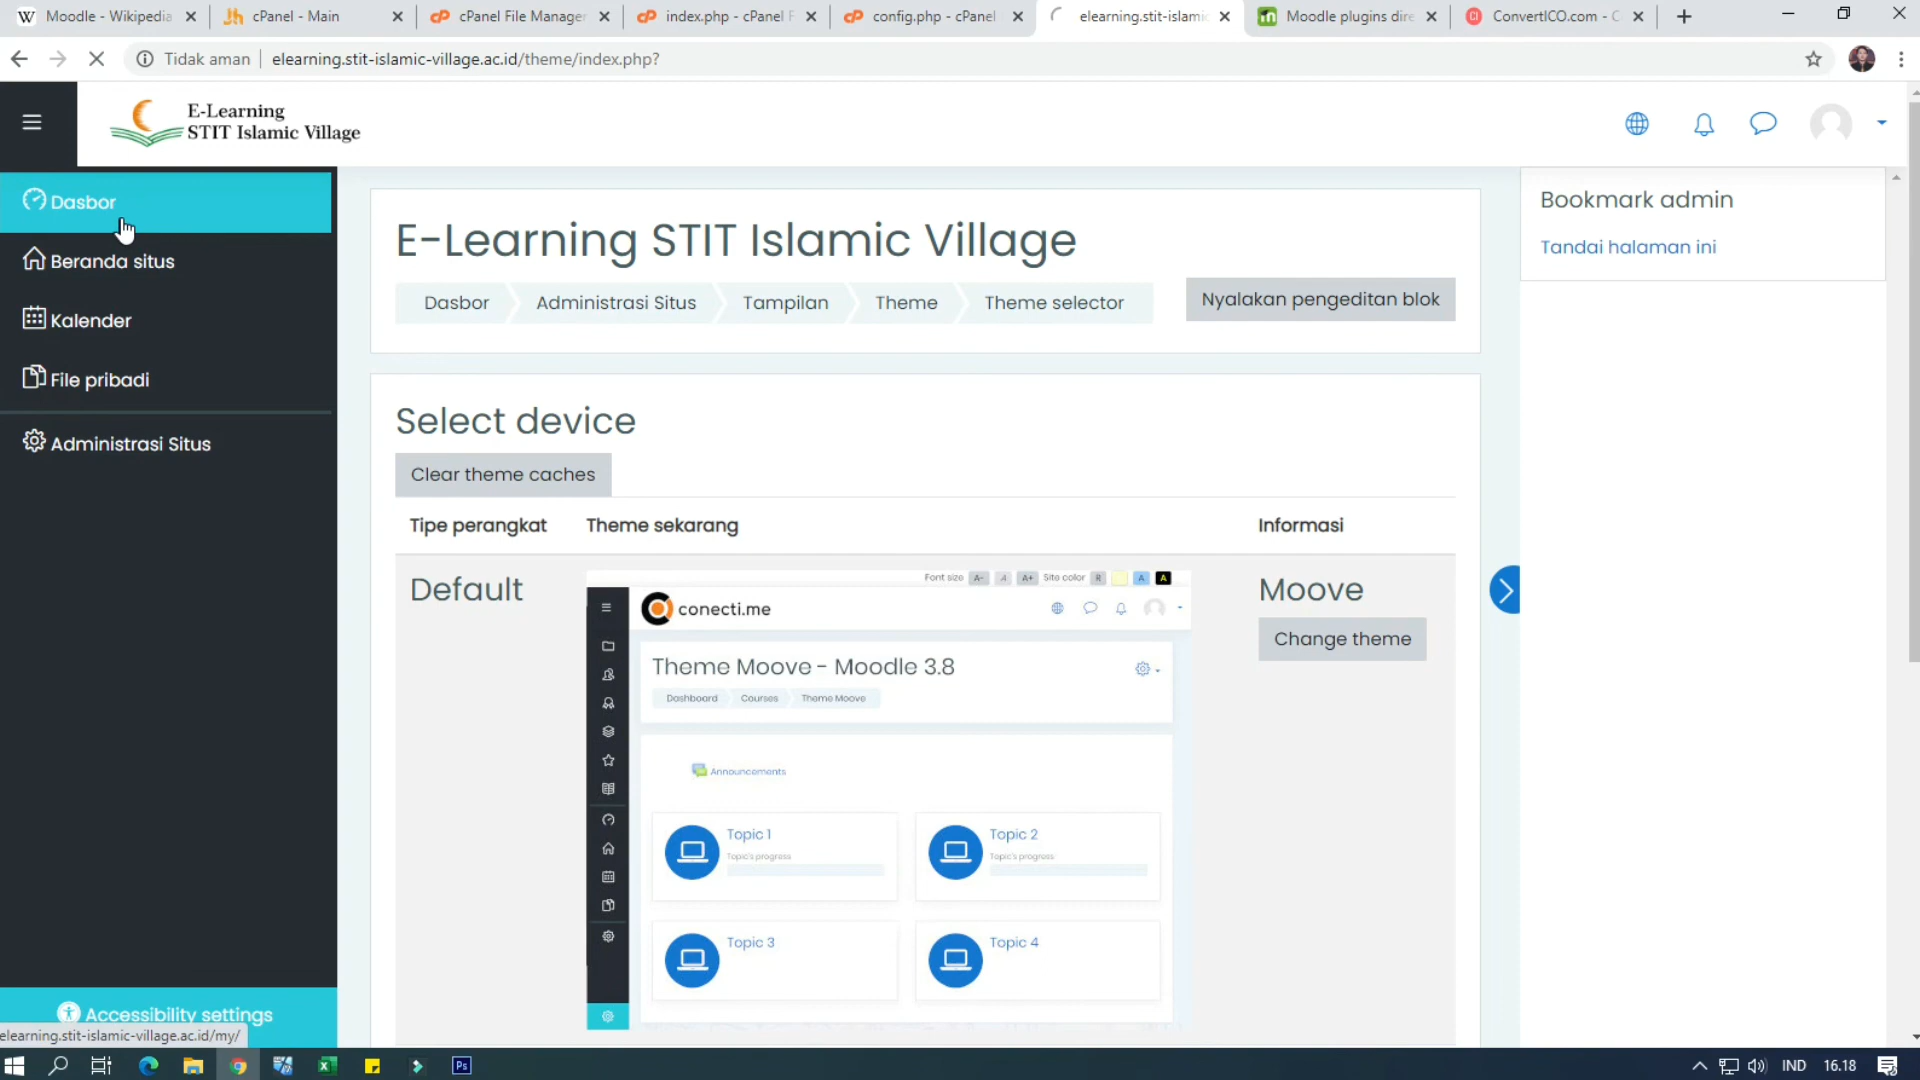 Moodle - Wikipedia
cPanel - Main
cPanel File Manager
index.php - cPanel F
config.php - cPanel
elearning.stit-islamic
Moodle plugins dire
ConvertICO.com - C
Tidak aman
elearning.stit-islamic-village.ac.id/theme/index.php?
E-Learning
STIT Islamic Village
Dasbor
Beranda situs
Kalender
File pribadi
Administrasi Situs
Accessibility settings
elearning.stit-islamic-village.ac.id/my/
E-Learning STIT Islamic Village
Dasbor Administrasi Situs Tampilan Theme Theme selector
Nyalakan pengeditan blok
Select device
Clear theme caches
Tipe perangkat Theme sekarang Informasi
Default
Font size A- A A+ Site color R A A
conecti.me
Theme Moove - Moodle 3.8
Dashboard Courses Theme Moove
Announcements
Topic 1
Topic's progress
Topic 2
Topic's progress
Topic 3
Topic 4
Moove
Change theme
Bookmark admin
Tandai halaman ini
Ps
IND 16.18